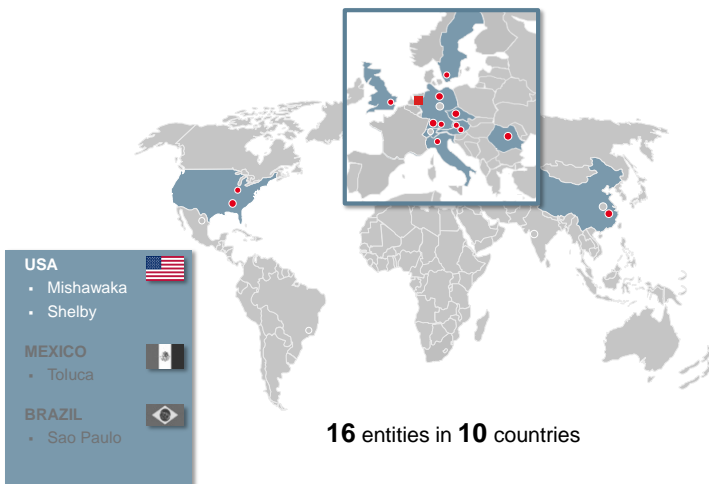 USA
• Mishawaka
• Shelby
MEXICO
• Toluca
BRAZIL
• Sao Paulo
16 entities in 10 countries